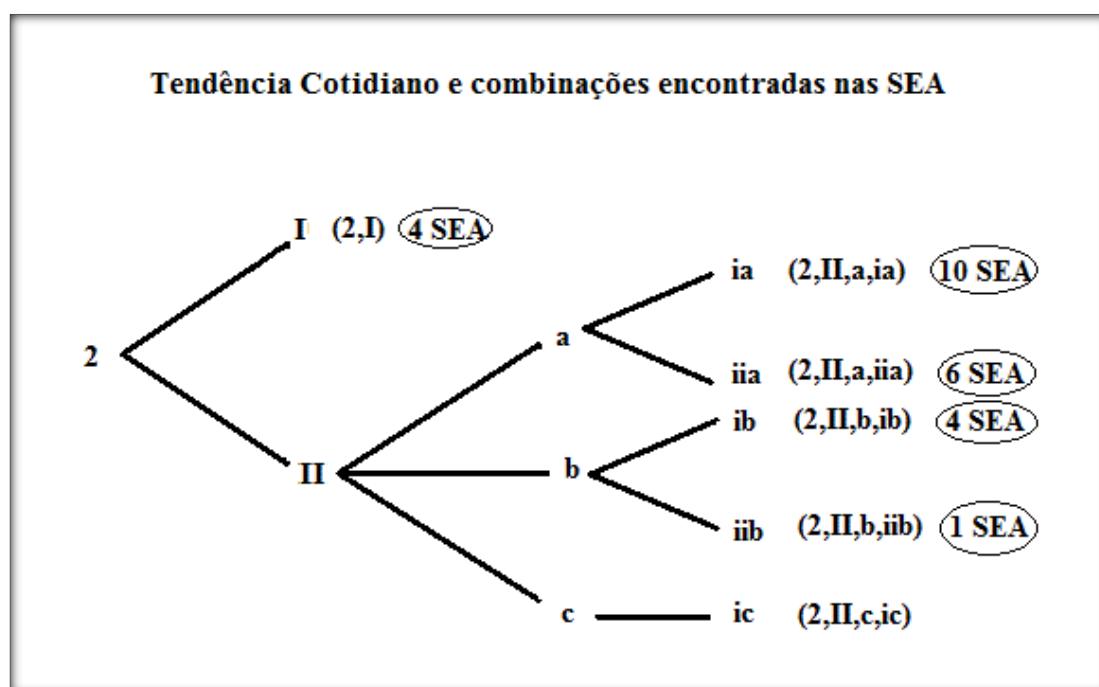 Tendência Cotidiano e combinações encontradas nas SEA
I (2,I) 4 SEA
ia (2,II,a,ia) 10 SEA
a
2
iia (2,II,a,iia) 6 SEA
ib (2,II,b,ib) 4 SEA
II
b
iib (2,II,b,iib) 1 SEA
c
ic (2,II,c,ic)